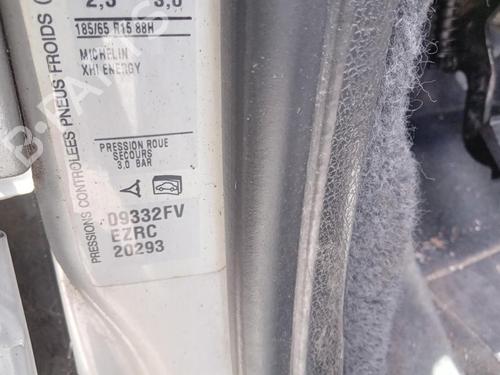 185/65 R15 88H
MICHELIN
XH1 ENERGY
PRESSIONS CONTROLEES PNEUS FROIDS (
PRESSION ROUE
SECOURS
3.0 BAR
09332FV
EZRC
20293
B-PARTS